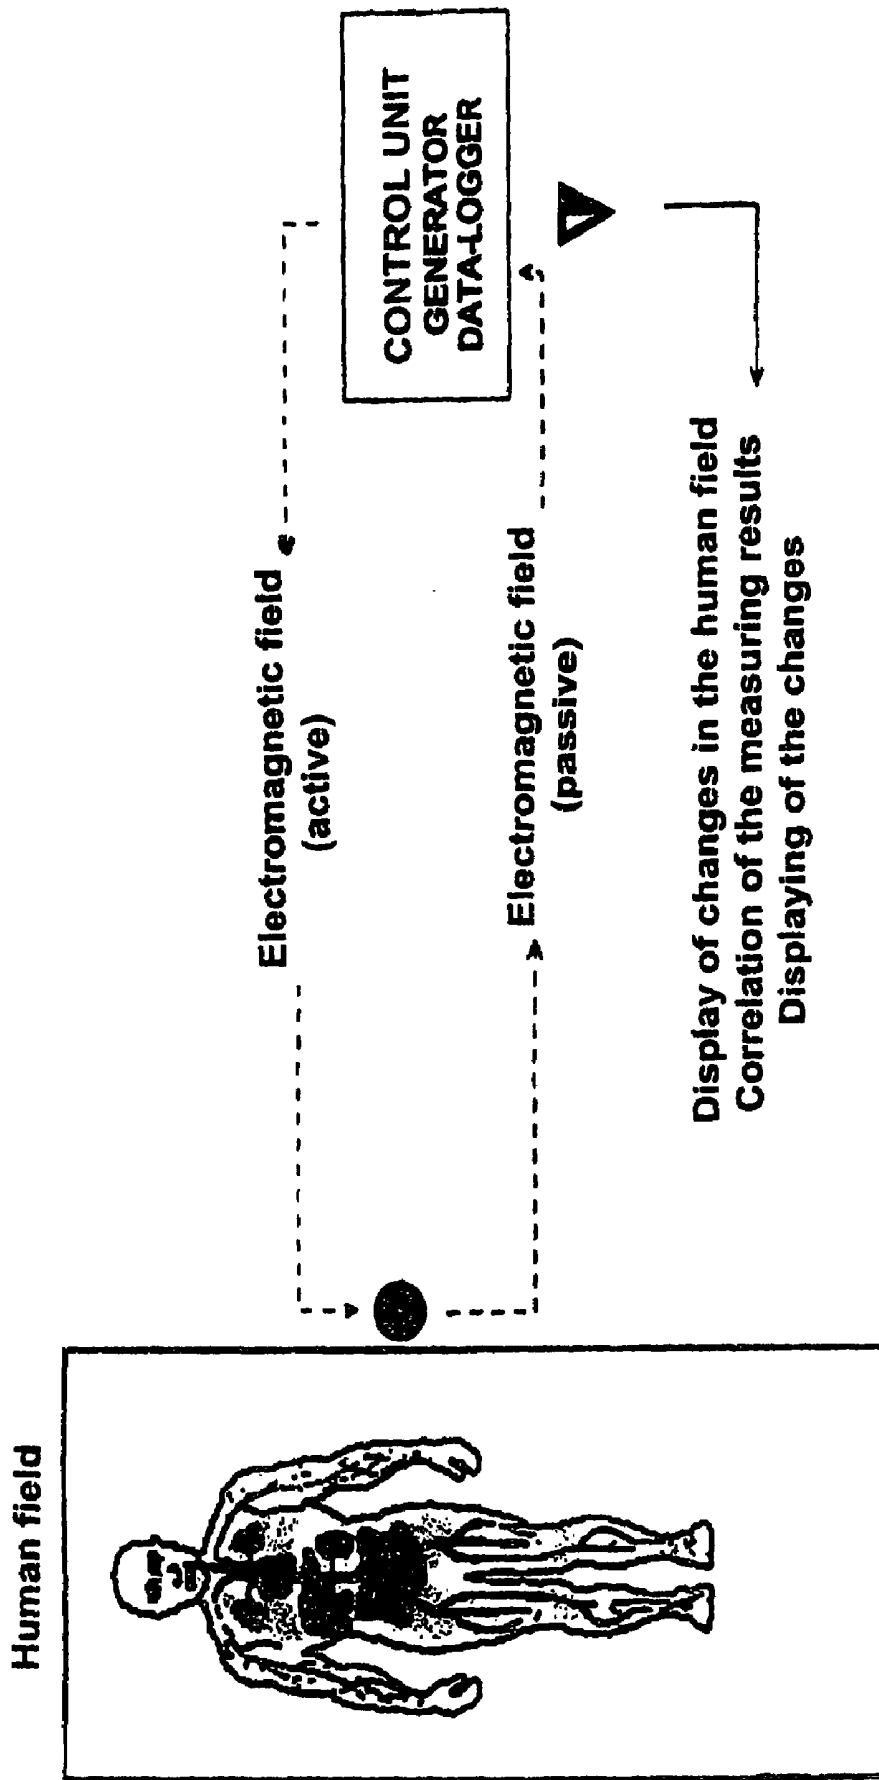 Human field
Electromagnetic field
(active)
Electromagnetic field
(passive)
CONTROL UNIT
GENERATOR
DATA-LOGGER
Display of changes in the human field
Correlation of the measuring results
Displaying of the changes